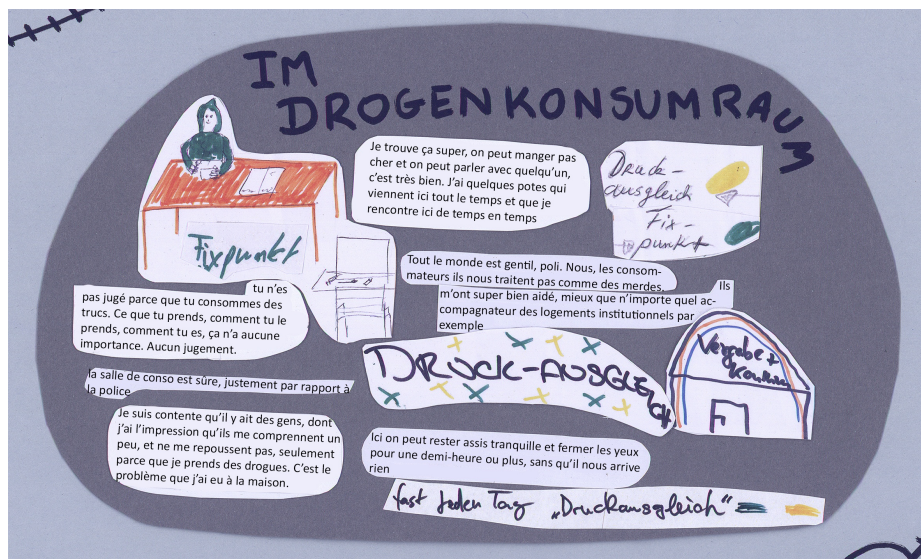 IM
DROGENKONSUMRAUM
Je trouve ça super, on peut manger pas
cher et on peut parler avec quelqu'un,
c'est très bien. J'ai quelques potes qui
viennent ici tout le temps et que je
rencontre ici de temps en temps
Druck-
ausgleich
Fix-
punkt
Fixpunkt
Tout le monde est gentil, poli. Nous, les consom-
mateurs ils nous traitent pas comme des merdes.
Ils
m'ont super bien aidé, mieux que n'importe quel ac-
compagnateur des logements institutionnels par
exemple
tu n'es
pas jugé parce que tu consommes des
trucs. Ce que tu prends, comment tu le
prends, comment tu es, ça n'a aucune
importance. Aucun jugement.
Vergabe +
DRUCK-AUSGLEICH
la salle de conso est sûre, justement par rapport à
la police
Je suis contente qu'il y ait des gens, dont
j'ai l'impression qu'ils me comprennent un
peu, et ne me repoussent pas, seulement
parce que je prends des drogues. C'est le
problème que j'ai eu à la maison.
Ici on peut rester assis tranquille et fermer les yeux
pour une demi-heure ou plus, sans qu'il nous arrive
rien
fast jeden Tag „Druckausgleich“